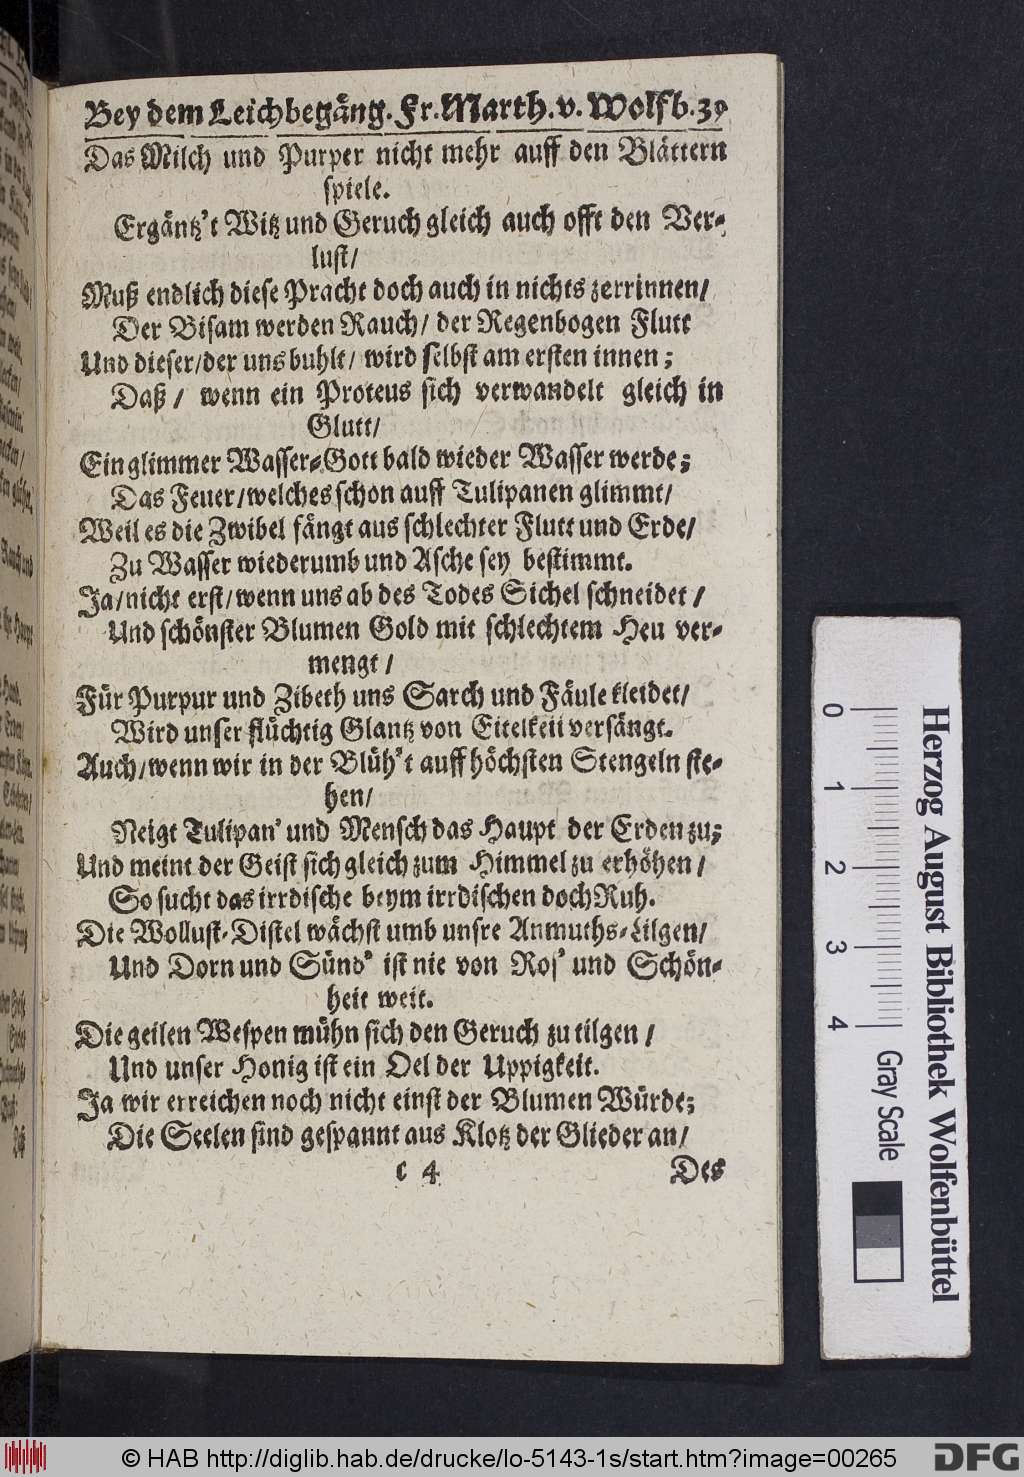 Bey dem Leichbegäng. Fr. Marth. v. Wolfb. 39
Das Milch und Purper nicht mehr auff den Blättern
spiele.
Ergäntz't Witz und Geruch gleich auch offt den Ver-
lust/
Muß endlich diese Pracht doch auch in nichts zerrinnen/
Der Bisam werden Rauch/ der Regenbogen Flutt
Und dieser/ der uns buhlt/ wird selbst am ersten innen;
Daß/ wenn ein Proteus sich verwandelt gleich in
Glutt/
Ein glimmer Wasser-Gott bald wieder Wasser werde;
Das Feuer/ welches schon auff Tulipanen glimmt/
Weil es die Zwibel fängt aus schlechter Flutt und Erde/
Zu Wasser wiederumb und Asche sey bestimmt.
Ja/ nicht erst/ wenn uns ab des Todes Sichel schneidet/
Und schönster Blumen Gold mit schlechtem Heu ver-
mengt/
Für Purpur und Zibeth uns Sarch und Fäule kleidet/
Wird unser flüchtig Glantz von Eitelkeit versängt.
Auch/ wenn wir in der Blüh't auff höchsten Stengeln ste-
hen/
Neigt Tulipan' und Mensch das Haupt der Erden zu;
Und meint der Geist sich gleich zum Himmel zu erhöhen/
So sucht das irrdische beym irrdischen doch Ruh.
Die Wollust-Distel wächst umb unsre Anmuths-Lilgen/
Und Dorn und Sünd' ist nie von Ros' und Schön-
heit weit.
Die geilen Wespen mühn sich den Geruch zu tilgen/
Und unser Honig ist ein Oel der Uppigkeit.
Ja wir erreichen noch nicht einst der Blumen Würde;
Die Seelen sind gespannt aus Klotz der Glieder an/
c 4
Des
0 1 2 3 4
Gray Scale
Herzog August Bibliothek Wolfenbüttel
© HAB http://diglib.hab.de/drucke/lo-5143-1s/start.htm?image=00265
DFG